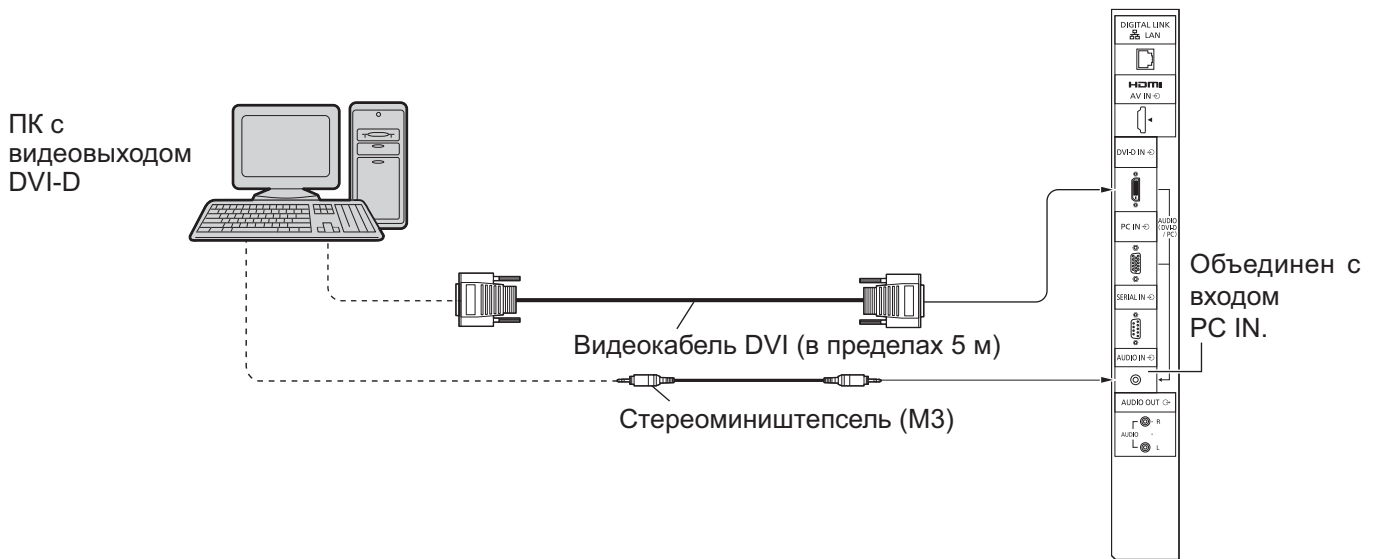 ПК с
видеовыходом
DVI-D
Видеокабель DVI (в пределах 5 м)
Стереомиништепсель (М3)
DIGITAL LINK
LAN
HDMI
AV IN
DVI-D IN
PC IN
AUDIO
(DVI-D
/ PC)
SERIAL IN
AUDIO IN
AUDIO OUT
R
AUDIO
L
Объединен с
входом
PC IN.